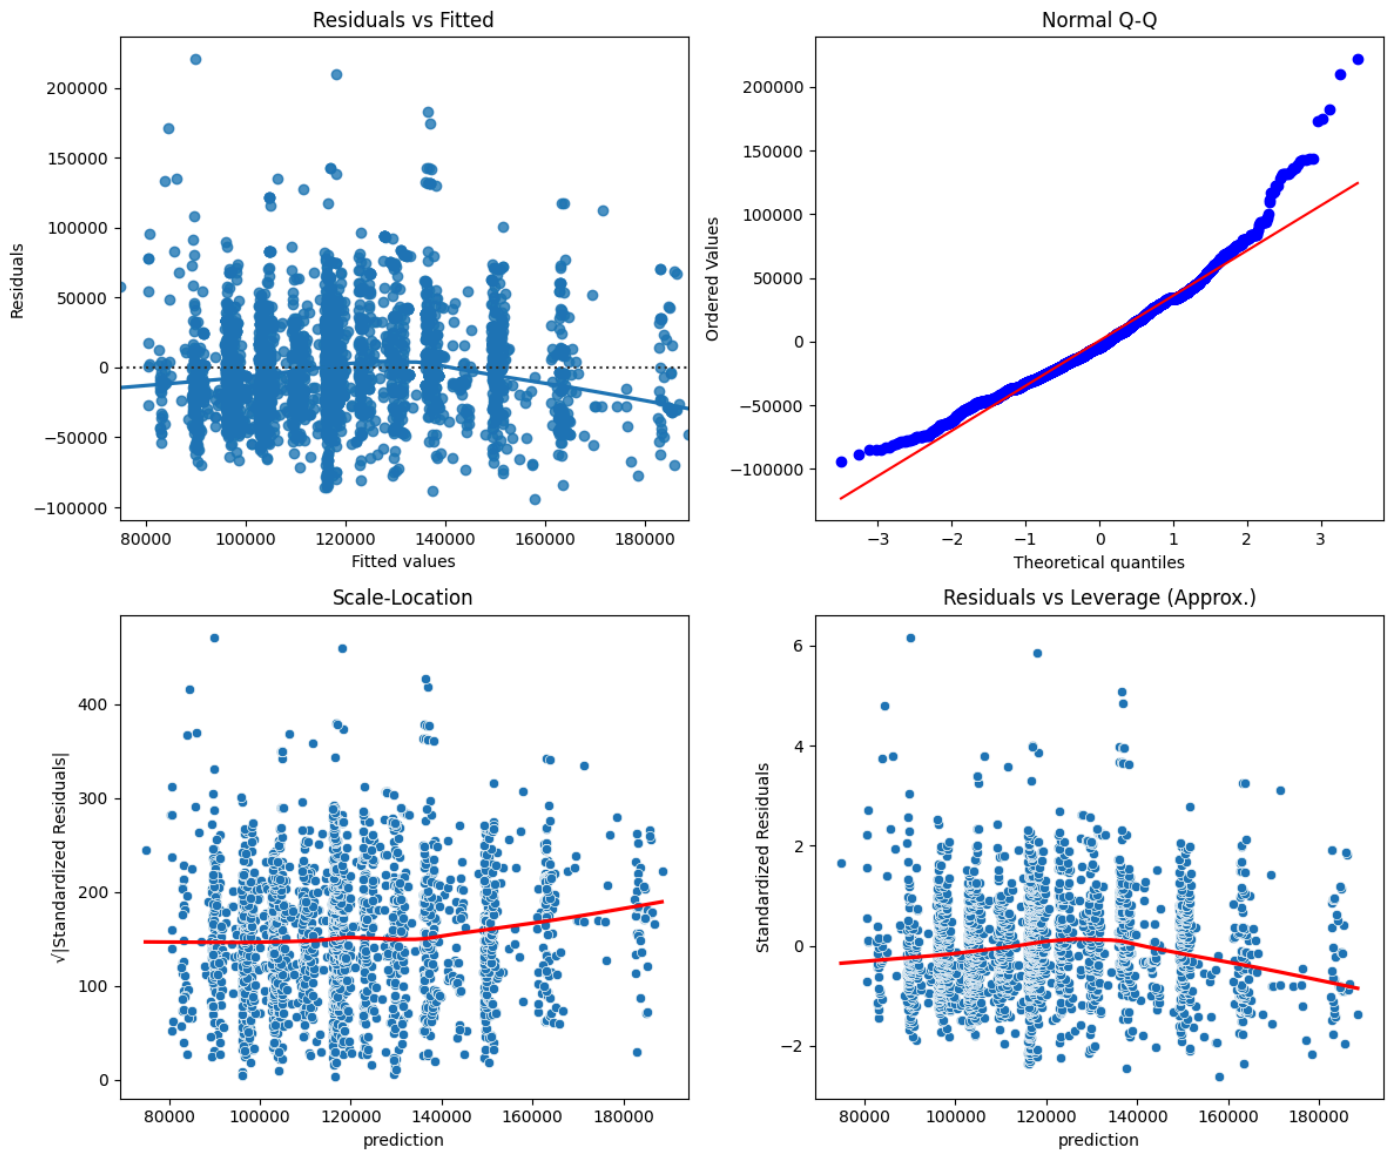 Residuals vs Fitted
200000
150000
100000
50000
0
−50000
−100000
Residuals
80000 100000 120000 140000 160000 180000
Fitted values
Normal Q-Q
200000
150000
100000
50000
0
−50000
−100000
Ordered Values
−3 −2 −1 0 1 2 3
Theoretical quantiles
Scale-Location
400
300
200
100
0
√|Standardized Residuals|
80000 100000 120000 140000 160000 180000
prediction
Residuals vs Leverage (Approx.)
6
4
2
0
−2
Standardized Residuals
80000 100000 120000 140000 160000 180000
prediction